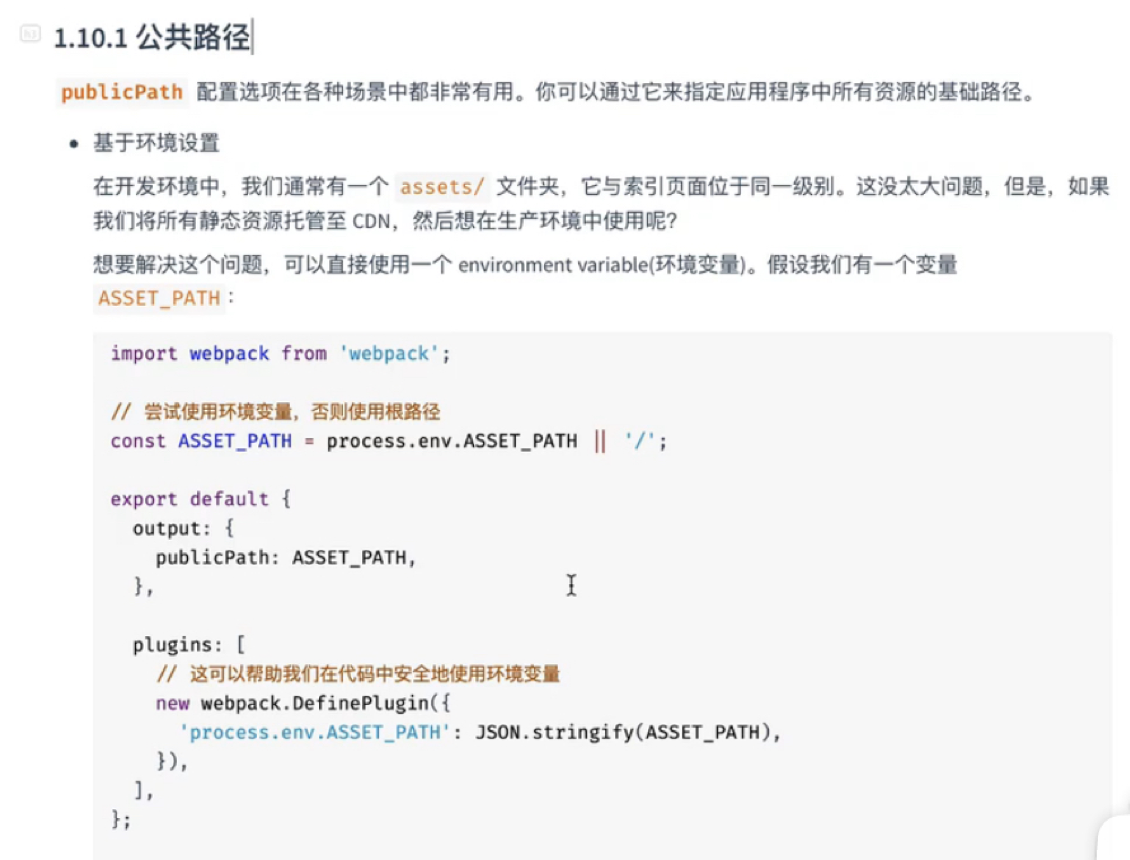 1.10.1 公共路径
publicPath 配置选项在各种场景中都非常有用。你可以通过它来指定应用程序中所有资源的基础路径。
• 基于环境设置
在开发环境中，我们通常有一个 assets/ 文件夹，它与索引页面位于同一级别。这没太大问题，但是，如果
我们将所有静态资源托管至 CDN，然后想在生产环境中使用呢？
想要解决这个问题，可以直接使用一个 environment variable(环境变量)。假设我们有一个变量
ASSET_PATH：
import webpack from 'webpack';
// 尝试使用环境变量，否则使用根路径
const ASSET_PATH = process.env.ASSET_PATH || '/';
export default {
  output: {
    publicPath: ASSET_PATH,
  },
  plugins: [
    // 这可以帮助我们在代码中安全地使用环境变量
    new webpack.DefinePlugin({
      'process.env.ASSET_PATH': JSON.stringify(ASSET_PATH),
    }),
  ],
};